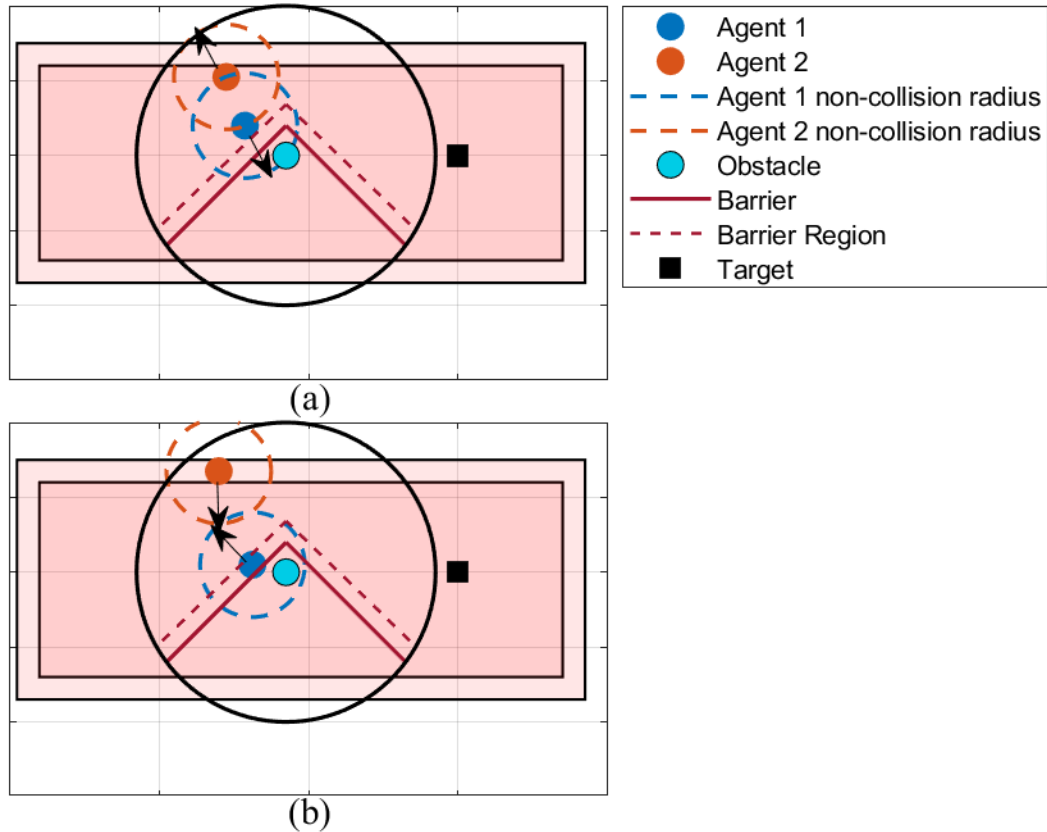 Agent 1
Agent 2
Agent 1 non-collision radius
Agent 2 non-collision radius
Obstacle
Barrier
Barrier Region
Target
(a)
(b)